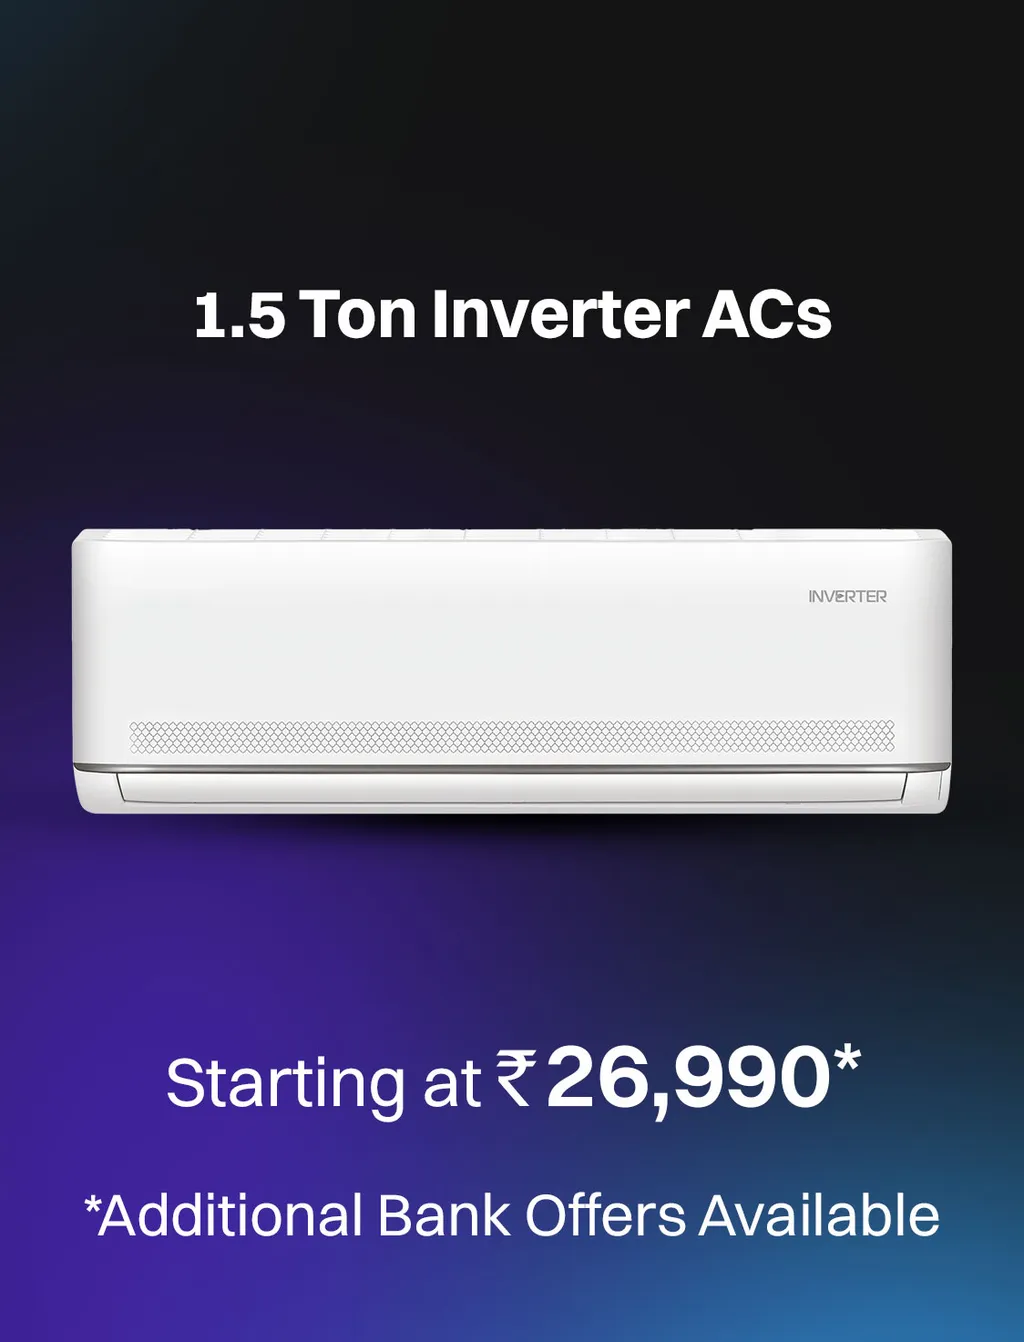 1.5 Ton Inverter ACs
INVERTER
Starting at ₹26,990*
*Additional Bank Offers Available